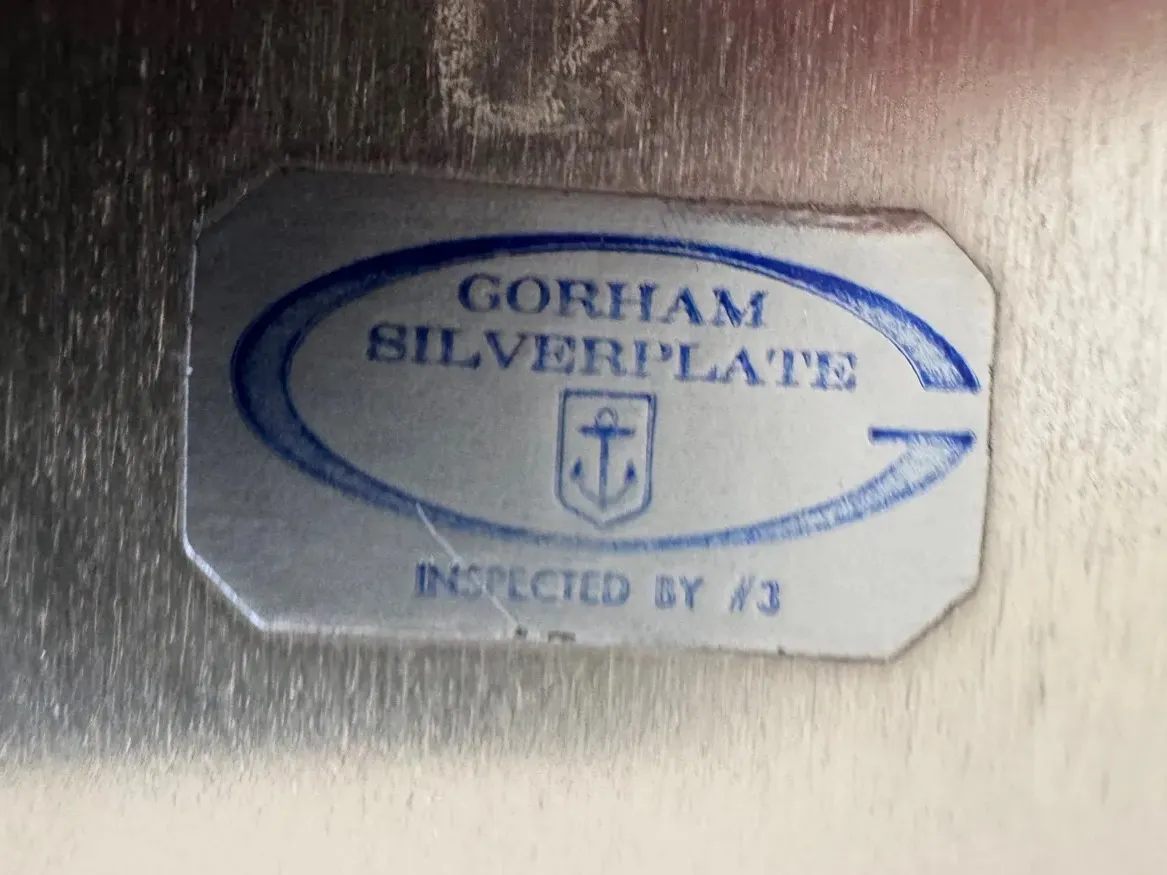 GORHAM
SILVERPLATE
INSPECTED BY #3